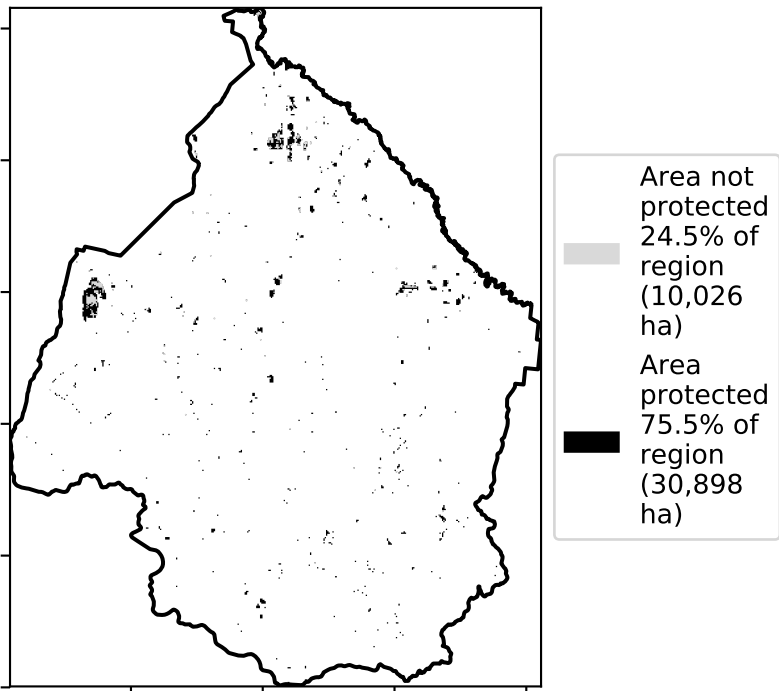 Area not
protected
24.5% of
region
(10,026
ha)
Area
protected
75.5% of
region
(30,898
ha)